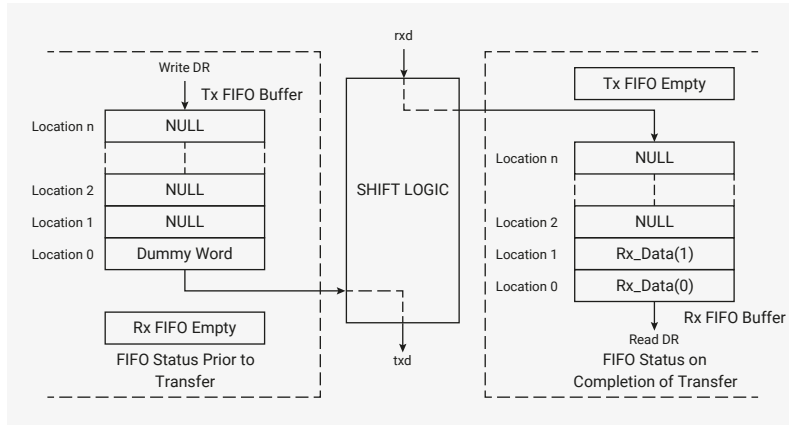 rxd
Write DR
Tx FIFO Buffer
Location n
NULL
Location 2
NULL
Location 1
NULL
Location 0
Dummy Word
Rx FIFO Empty
FIFO Status Prior to
Transfer
SHIFT LOGIC
txd
Tx FIFO Empty
Location n
NULL
Location 2
NULL
Location 1
Rx_Data(1)
Location 0
Rx_Data(0)
Rx FIFO Buffer
Read DR
FIFO Status on
Completion of Transfer